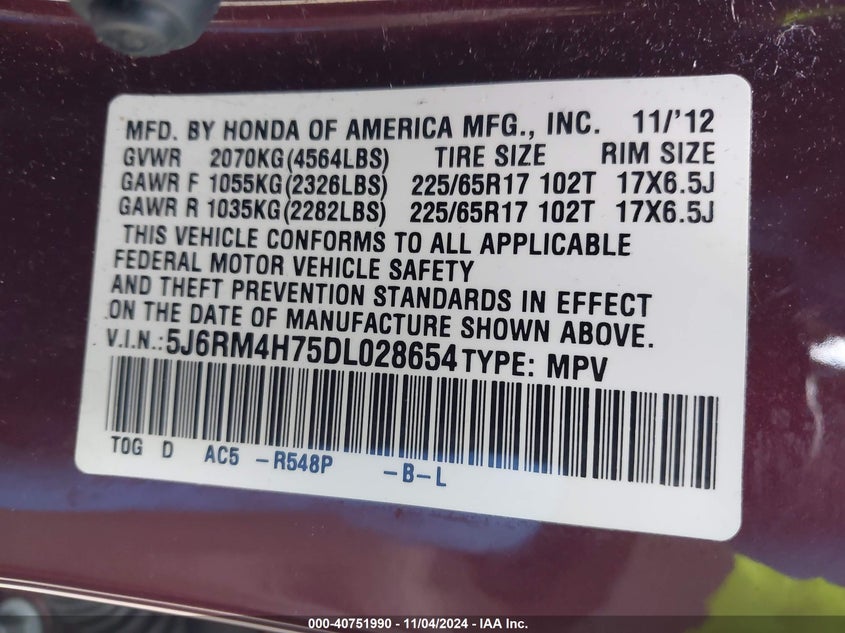 MFD. BY HONDA OF AMERICA MFG., INC. 11/'12
GVWR 2070KG(4564LBS) TIRE SIZE RIM SIZE
GAWR F 1055KG(2326LBS) 225/65R17 102T 17X6.5J
GAWR R 1035KG(2282LBS) 225/65R17 102T 17X6.5J
THIS VEHICLE CONFORMS TO ALL APPLICABLE
FEDERAL MOTOR VEHICLE SAFETY
AND THEFT PREVENTION STANDARDS IN EFFECT
ON THE DATE OF MANUFACTURE SHOWN ABOVE.
V.I.N.:5J6RM4H75DL028654 TYPE: MPV
TOG D AC5 -R548P -B-L
000-40751990 - 11/04/2024 - IAA Inc.